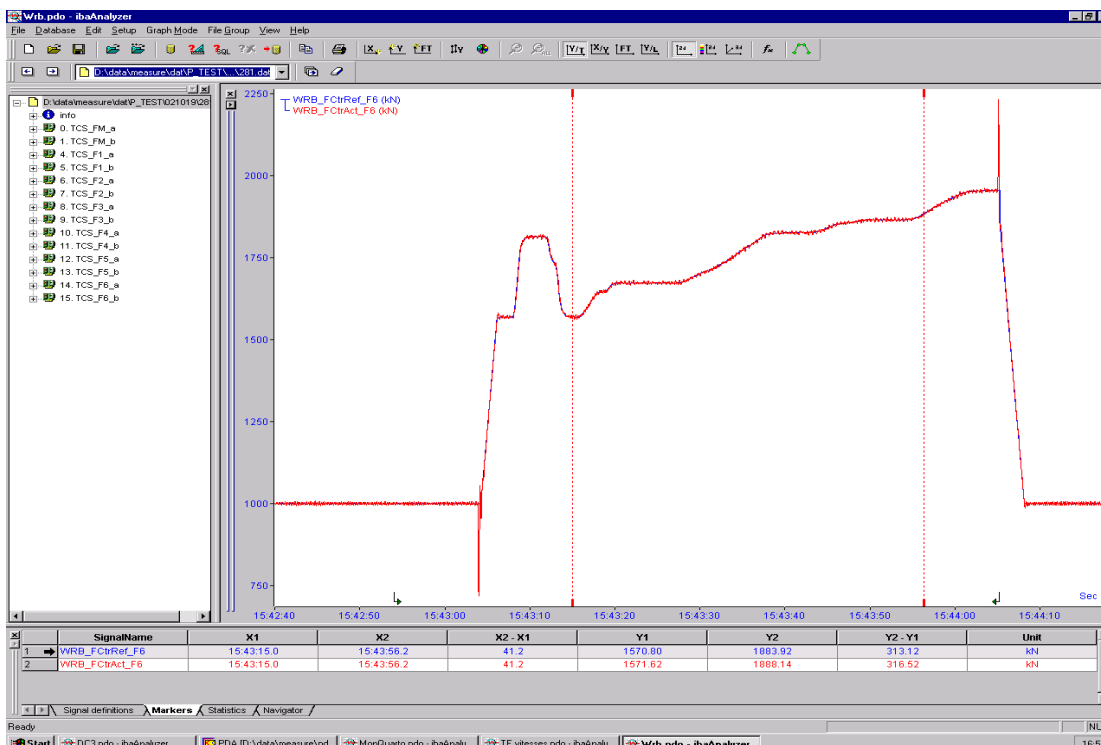 Wrb.pdo - ibaAnalyzer
File Database Edit Setup Graph Mode File Group View Help
D:\data\measure\dat\P_TEST\...\281.dat
D:\data\measure\dat\P_TEST\021019\28
info
0. TCS_FM_a
1. TCS_FM_b
4. TCS_F1_a
5. TCS_F1_b
6. TCS_F2_a
7. TCS_F2_b
8. TCS_F3_a
9. TCS_F3_b
10. TCS_F4_a
11. TCS_F4_b
12. TCS_F5_a
13. TCS_F5_b
14. TCS_F6_a
15. TCS_F6_b
WRB_FCtrRef_F6 (kN)
WRB_FCtrAct_F6 (kN)
2250
2000
1750
1500
1250
1000
750
Sec
15:42:40 15:42:50 15:43:00 15:43:10 15:43:20 15:43:30 15:43:40 15:43:50 15:44:00 15:44:10
SignalName X1 X2 X2 - X1 Y1 Y2 Y2 - Y1 Unit
1 WRB_FCtrRef_F6 15:43:15.0 15:43:56.2 41.2 1570.80 1883.92 313.12 kN
2 WRB_FCtrAct_F6 15:43:15.0 15:43:56.2 41.2 1571.62 1888.14 316.52 kN
Signal definitions Markers Statistics Navigator
Ready NU
Start DC3.pdo - ibaAnalyzer PDA [D:\data\measure\pd MonQuarto.pdo - ibaAnaly TF vitesses.pdo - ibaAnaly Wrb.pdo - ibaAnalyzer 16:5